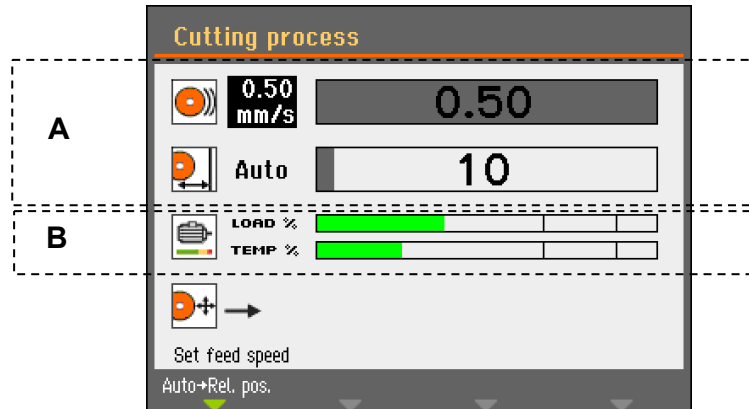 Cutting process
A
0.50
mm/s
0.50
Auto
10
B
LOAD %
TEMP %
Set feed speed
Auto→Rel. pos.